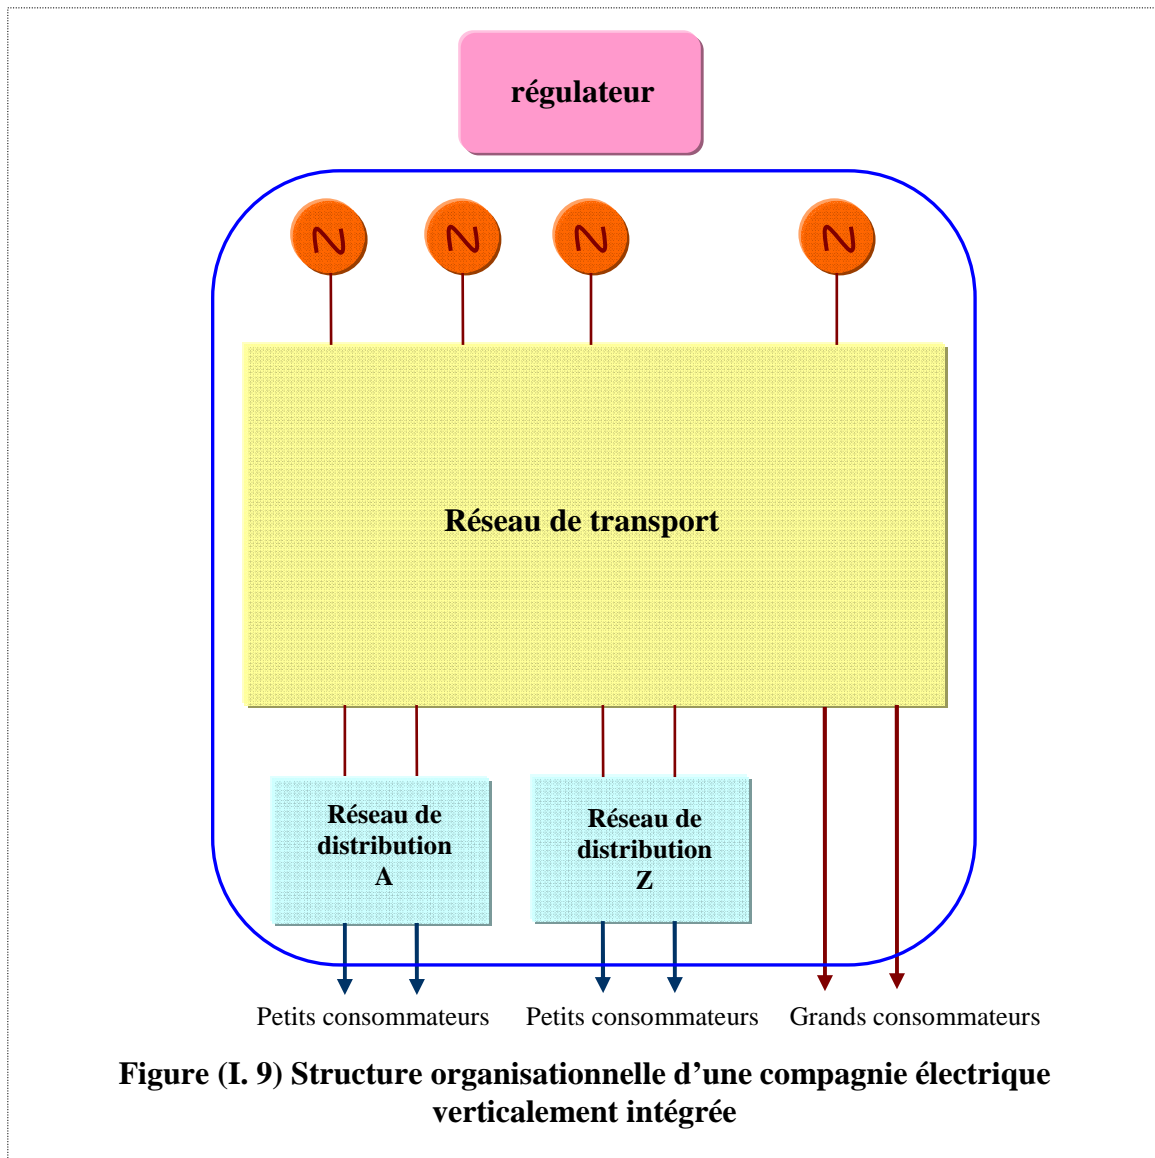 régulateur
N N N N
Réseau de transport
Réseau de
distribution
A
Réseau de
distribution
Z
Petits consommateurs
Petits consommateurs
Grands consommateurs
Figure (I. 9) Structure organisationnelle d’une compagnie électrique
verticalement intégrée